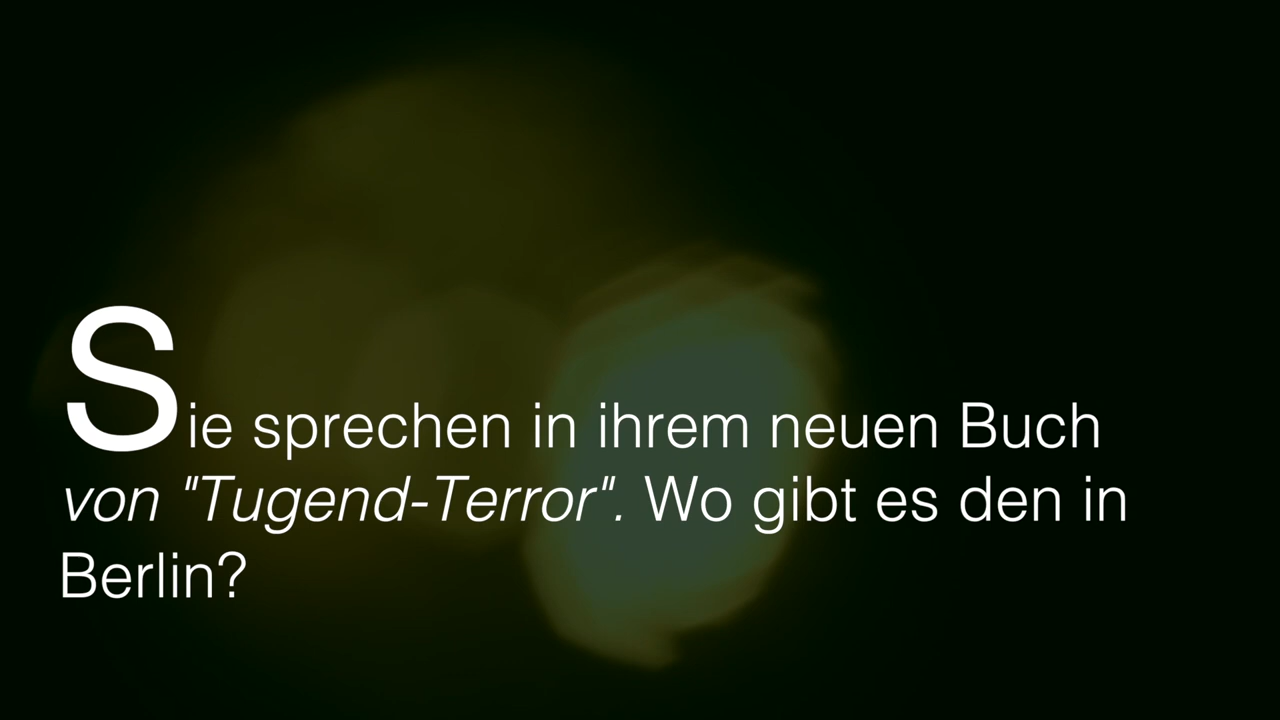 Sie sprechen in ihrem neuen Buch
von "Tugend-Terror". Wo gibt es den in
Berlin?